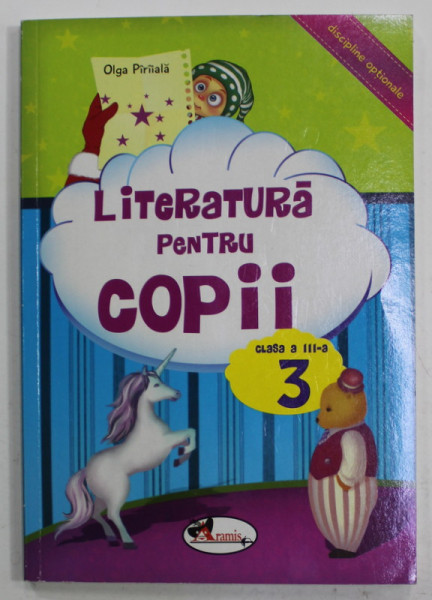 Olga Pîrîială
discipline opționale
LITERATURĂ
PENTRU
COPII
clasa a III-a
3
Aramis